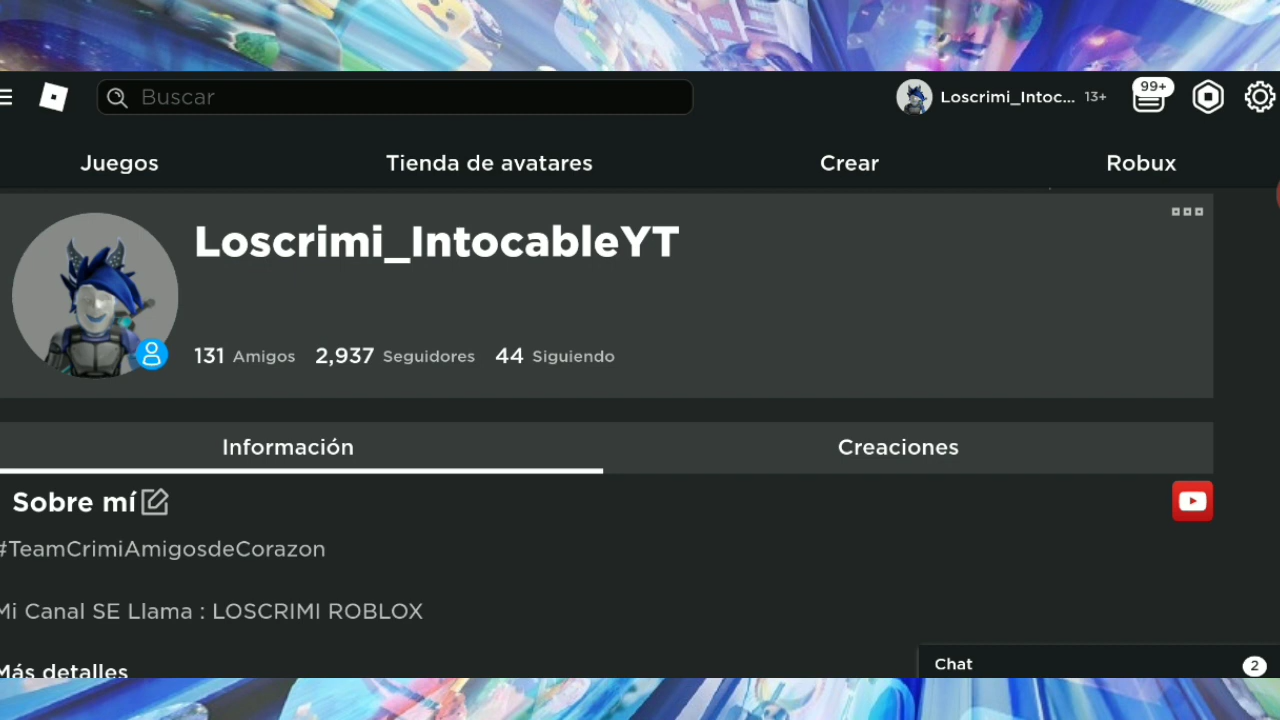 Buscar
Loscrimi_Intoc... 13+
99+
Juegos Tienda de avatares Crear Robux
Loscrimi_IntocableYT
131 Amigos 2,937 Seguidores 44 Siguiendo
Información Creaciones
Sobre mí
#TeamCrimiAmigosdeCorazon
Mi Canal SE Llama : LOSCRIMI ROBLOX
Más detalles
Chat 2